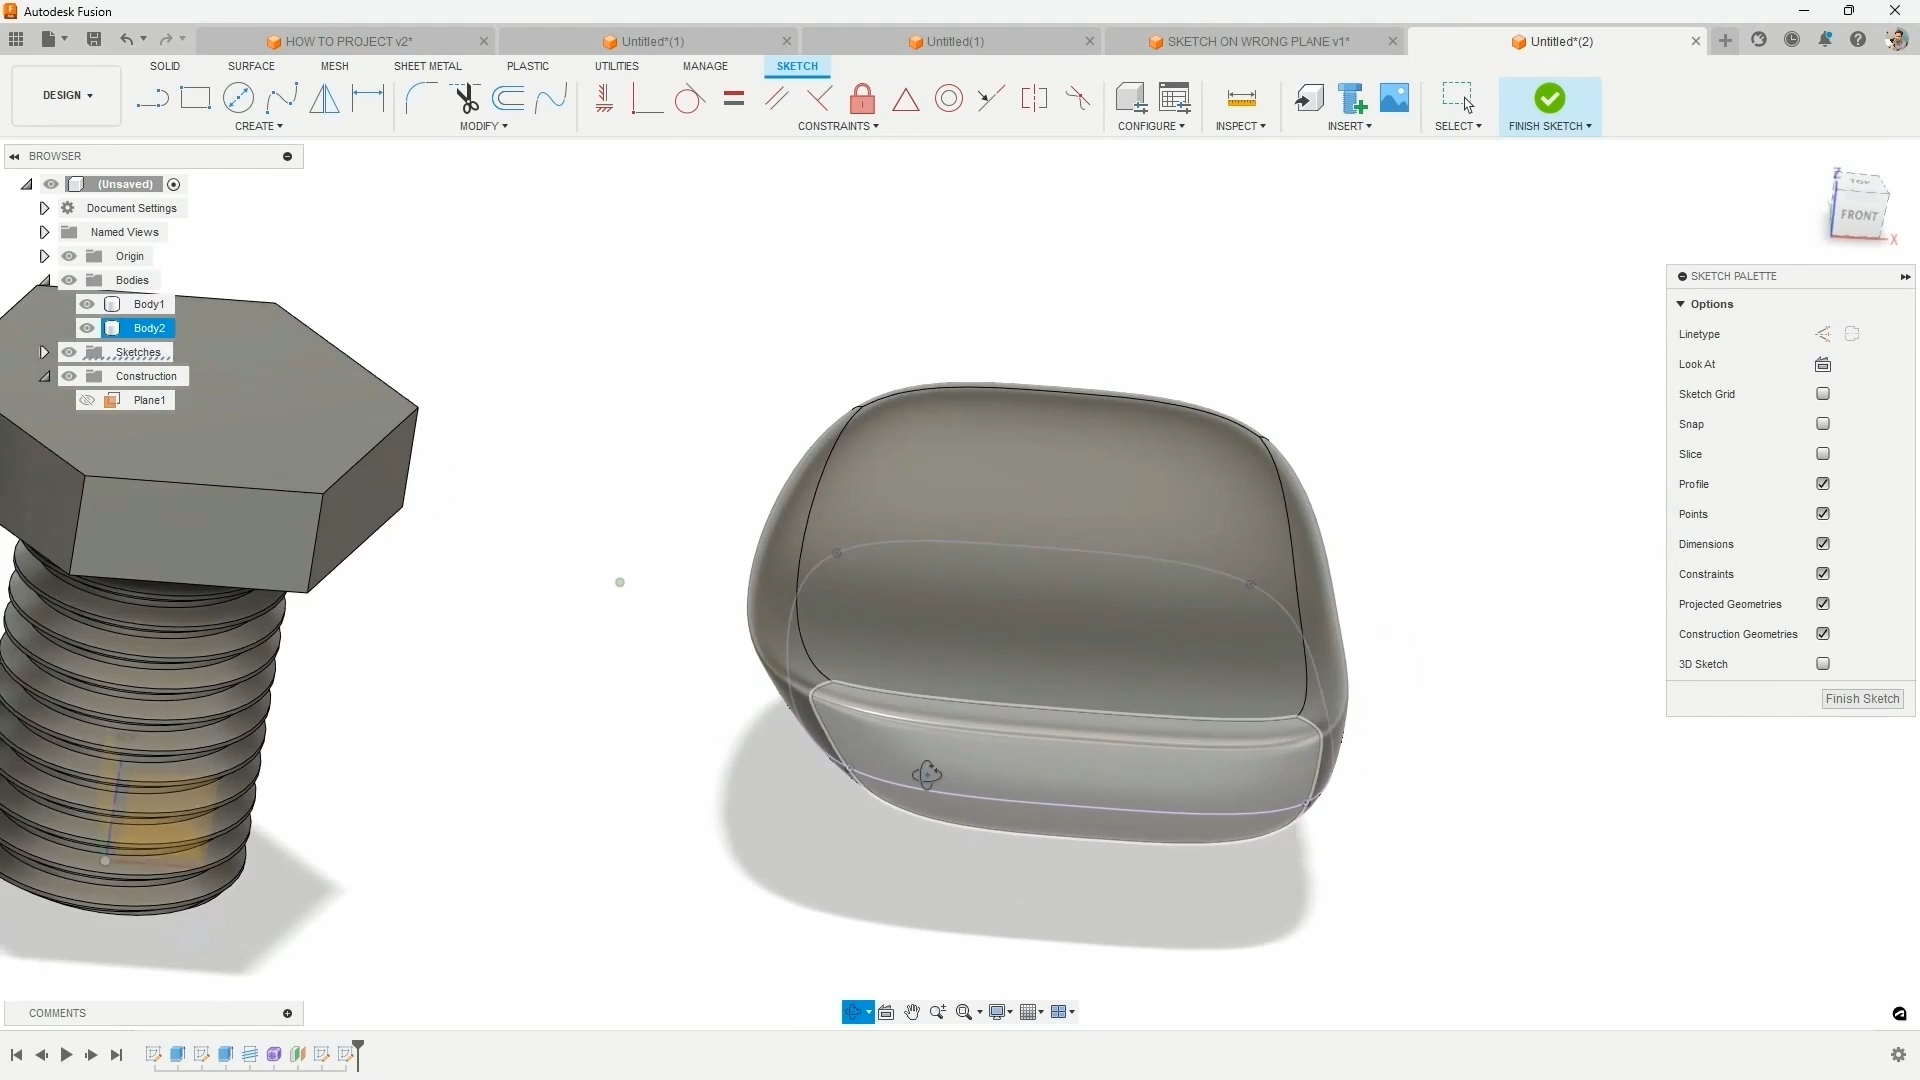 Autodesk Fusion
HOW TO PROJECT v2*
Untitled*(1)
Untitled(1)
SKETCH ON WRONG PLANE v1*
Untitled*(2)
SOLID
SURFACE
MESH
SHEET METAL
PLASTIC
UTILITIES
MANAGE
SKETCH
DESIGN
CREATE
MODIFY
CONSTRAINTS
CONFIGURE
INSPECT
INSERT
SELECT
FINISH SKETCH
BROWSER
(Unsaved)
Document Settings
Named Views
Origin
Bodies
Body1
Body2
Sketches
Construction
Plane1
Z
TOP
FRONT
X
SKETCH PALETTE
Options
Linetype
Look At
Sketch Grid
Snap
Slice
Profile
Points
Dimensions
Constraints
Projected Geometries
Construction Geometries
3D Sketch
Finish Sketch
COMMENTS